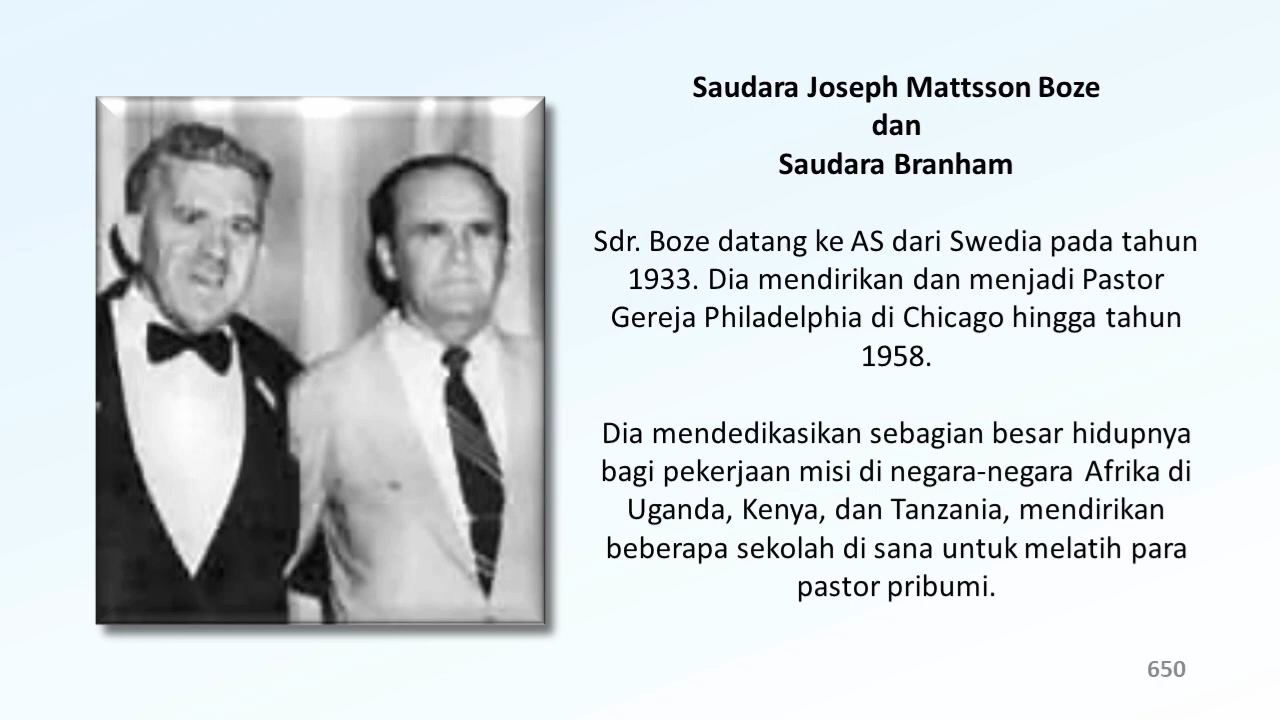 Saudara Joseph Mattsson Boze
dan
Saudara Branham
Sdr. Boze datang ke AS dari Swedia pada tahun
1933. Dia mendirikan dan menjadi Pastor
Gereja Philadelphia di Chicago hingga tahun
1958.
Dia mendedikasikan sebagian besar hidupnya
bagi pekerjaan misi di negara-negara Afrika di
Uganda, Kenya, dan Tanzania, mendirikan
beberapa sekolah di sana untuk melatih para
pastor pribumi.
650